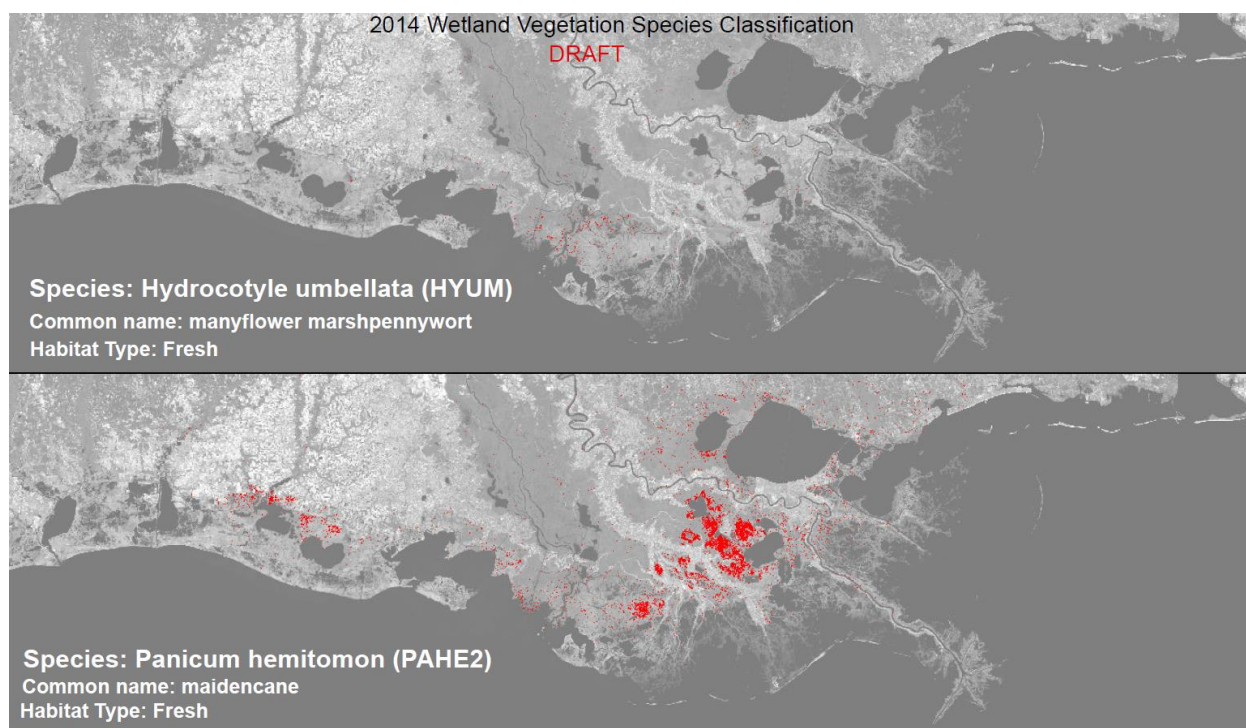 2014 Wetland Vegetation Species Classification
DRAFT
Species: Hydrocotyle umbellata (HYUM)
Common name: manyflower marshpennywort
Habitat Type: Fresh
Species: Panicum hemitomon (PAHE2)
Common name: maidencane
Habitat Type: Fresh